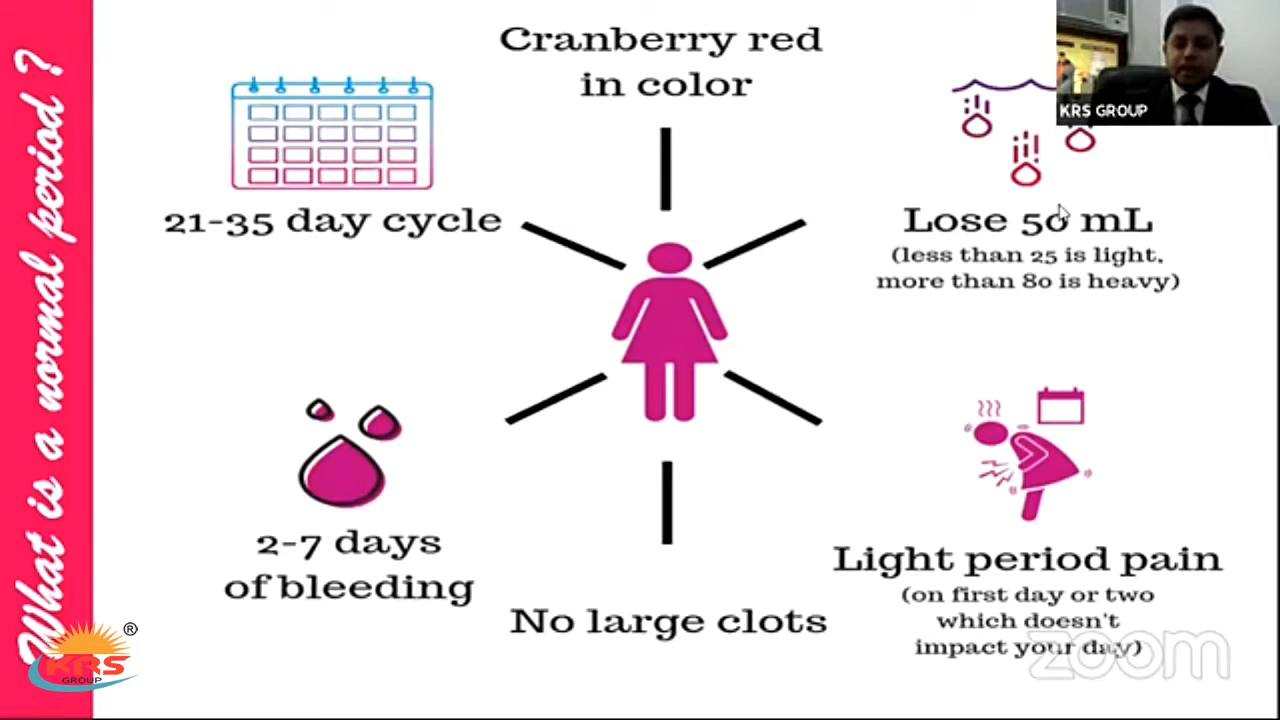 What is a normal period ?
Cranberry red
in color
KRS GROUP
21-35 day cycle
Lose 50 mL
(less than 25 is light,
more than 80 is heavy)
2-7 days
of bleeding
No large clots
Light period pain
(on first day or two
which doesn't
impact your day)
zoom
KRS
GROUP
®